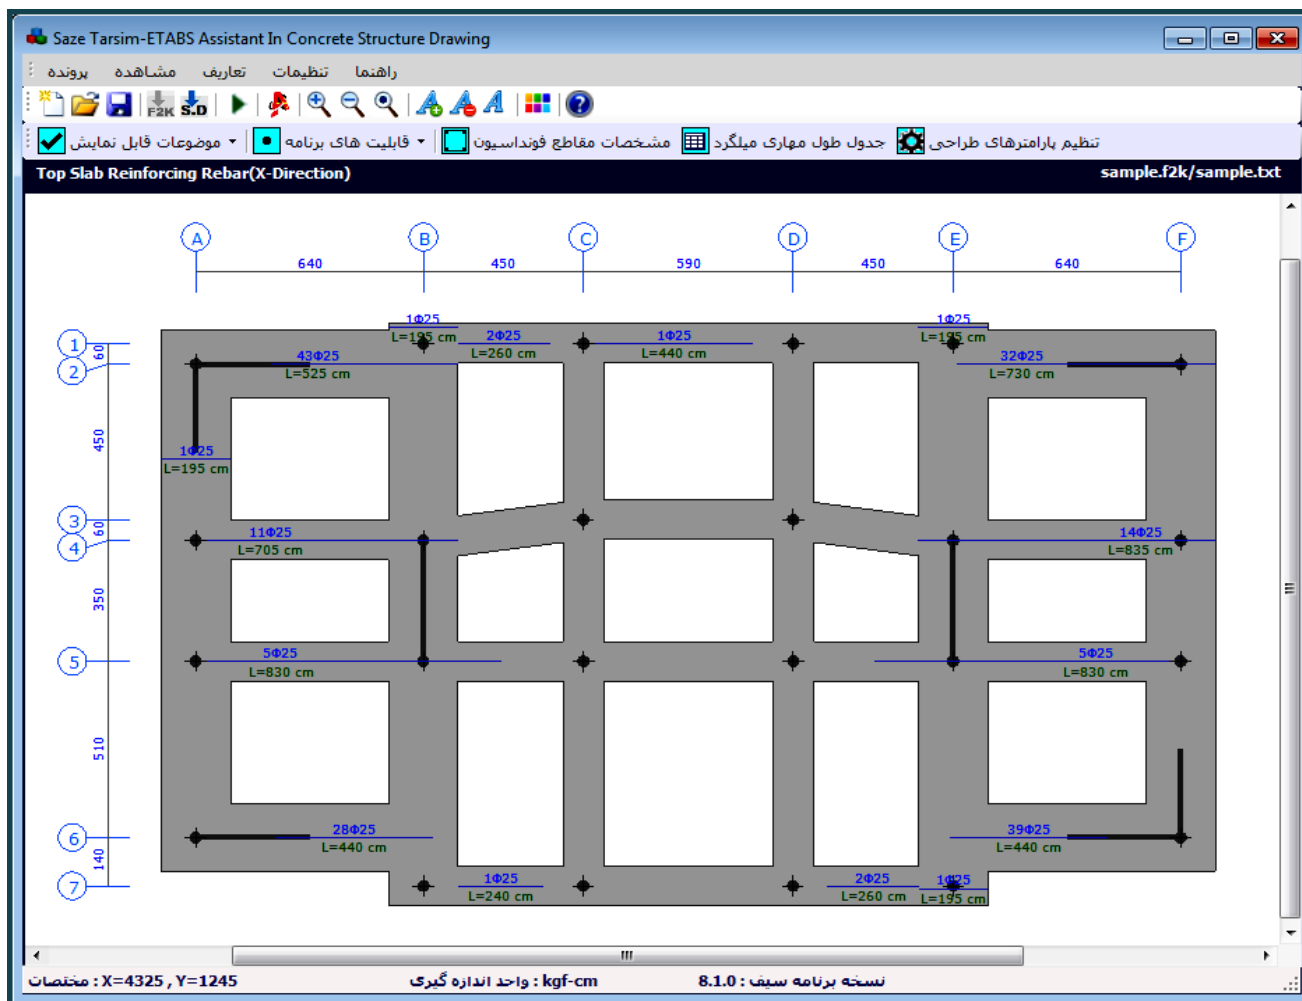 Saze Tarsim-ETABS Assistant In Concrete Structure Drawing
پرونده مشاهده تعاریف تنظیمات راهنما
F2K S.D
موضوعات قابل نمایش قابلیت های برنامه مشخصات مقاطع فونداسیون جدول طول مهاری میلگرد تنظیم پارامترهای طراحی
Top Slab Reinforcing Rebar(X-Direction) sample.f2k/sample.txt
A B C D E F
640 450 590 450 640
1Φ25 1Φ25
1 L=195 cm 2Φ25 1Φ25 L=195 cm
60 L=260 cm L=440 cm
2 43Φ25 32Φ25
L=525 cm L=730 cm
450
1Φ25
L=195 cm
3
60 11Φ25 14Φ25
4 L=705 cm L=835 cm
350
5 5Φ25 5Φ25
L=830 cm L=830 cm
510
6 28Φ25 39Φ25
L=440 cm L=440 cm
140
7 1Φ25 2Φ25 1Φ25
L=240 cm L=260 cm L=195 cm
مختصات : X=4325 , Y=1245 واحد اندازه گیری : kgf-cm نسخه برنامه سیف : 8.1.0